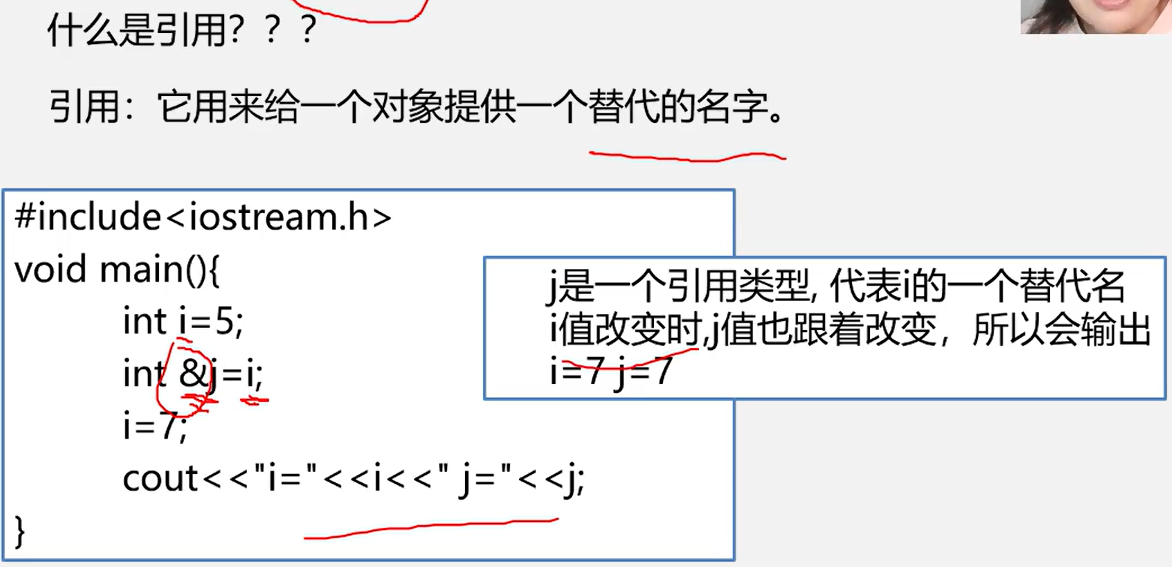 什么是引用？？？
引用：它用来给一个对象提供一个替代的名字。
#include<iostream.h>
void main(){
int i=5;
int &j=i;
i=7;
cout<<"i="<<i<<" j="<<j;
}
j是一个引用类型, 代表i的一个替代名
i值改变时,j值也跟着改变，所以会输出
i=7 j=7